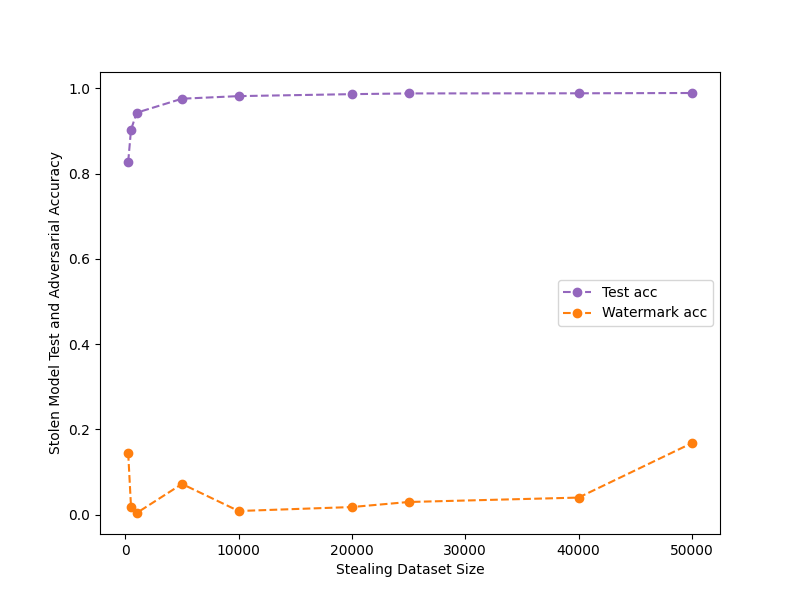 1.0
0.8
0.6
0.4
0.2
0.0
Stolen Model Test and Adversarial Accuracy
Test acc
Watermark acc
0 10000 20000 30000 40000 50000
Stealing Dataset Size